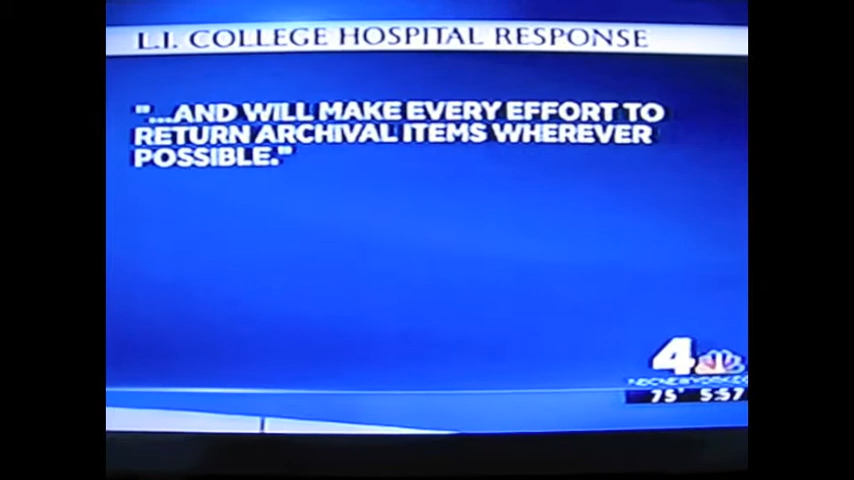 L.I. COLLEGE HOSPITAL RESPONSE
"...AND WILL MAKE EVERY EFFORT TO
RETURN ARCHIVAL ITEMS WHEREVER
POSSIBLE."
4
75° 5:57